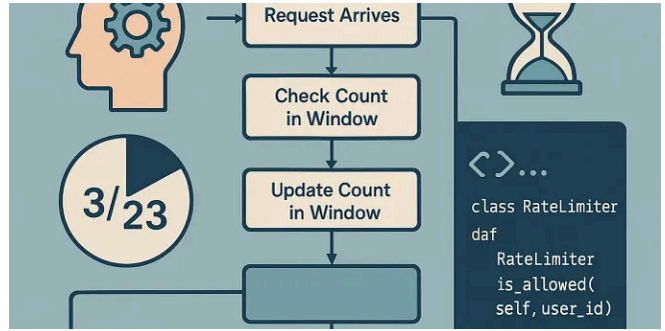 Request Arrives
Check Count
in Window
Update Count
in Window
3/23
<>...
class RateLimiter
daf
RateLimiter
is_allowed(
self, user_id)